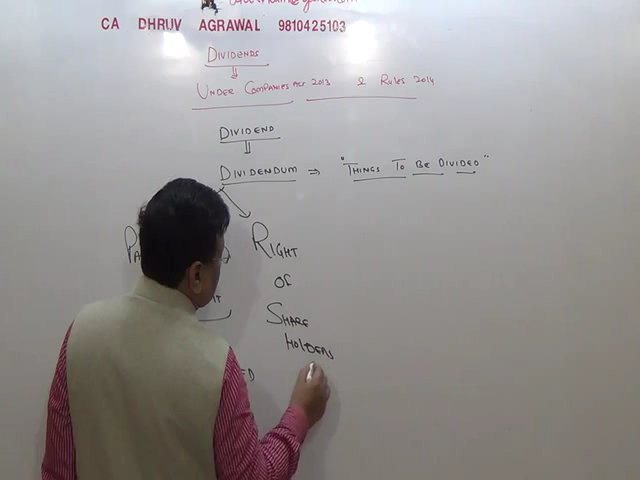 CA DHRUV AGRAWAL 9810425103
DIVIDENDS
UNDER COMPANIES ACT 2013 & RULES 2014
DIVIDEND
DIVIDENDUM ⇒ "THINGS TO BE DIVIDED"
RIGHT
OF
SHARE
HOLDERS